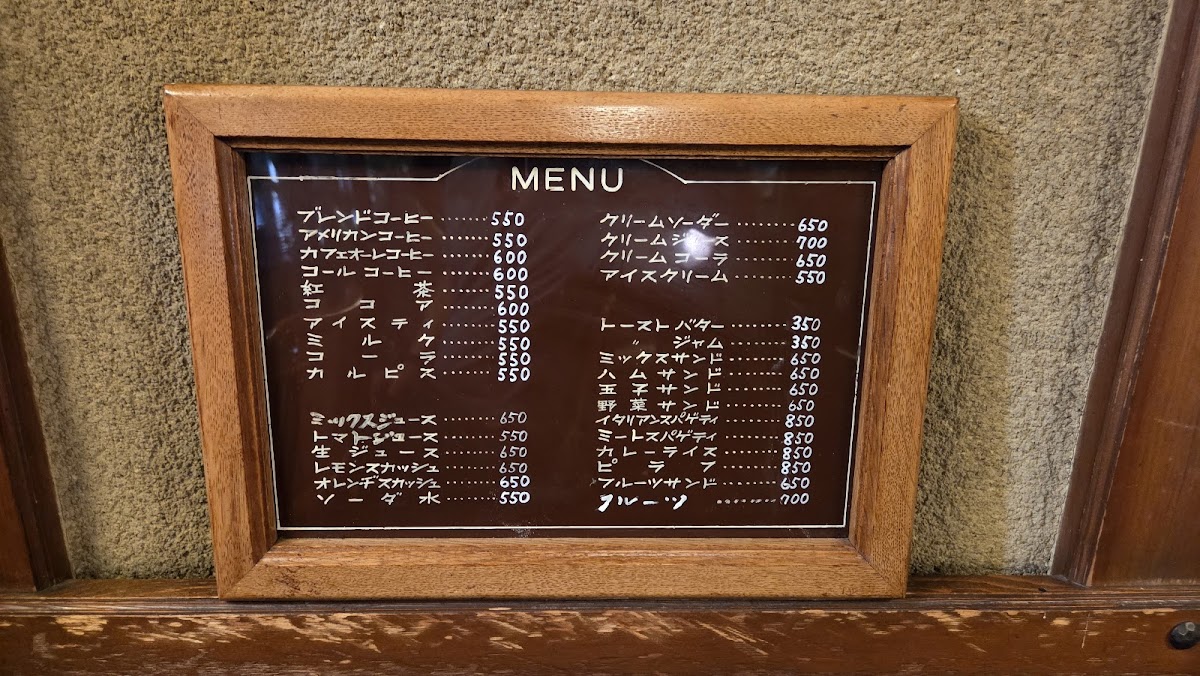 MENU
ブレンドコーヒー ······· 550
アメリカンコーヒー ······· 550
カフェオーレコーヒー ······· 600
コールコーヒー ······· 600
紅茶 ······· 550
ココア ······· 600
アイスティ ······· 550
ミルク ······· 550
コーラ ······· 550
カルピス ······· 550
ミックスジュース ······· 650
トマトジュース ······· 550
生ジュース ······· 650
レモンスカッシュ ······· 650
オレンヂスカッシュ ······· 650
ソーダ水 ······· 550
クリームソーダー ······· 650
クリームジュース ······· 700
クリームコーラ ······· 650
アイスクリーム ······· 550
トーストバター ······· 350
〃 ジャム ······· 350
ミックスサンド ······· 650
ハムサンド ······· 650
玉子サンド ······· 650
野菜サンド ······· 650
イタリアンスパゲティ ······· 850
ミートスパゲティ ······· 850
カレーライス ······· 850
ピラフ ······· 850
フルーツサンド ······· 650
フルーツ ······· 700